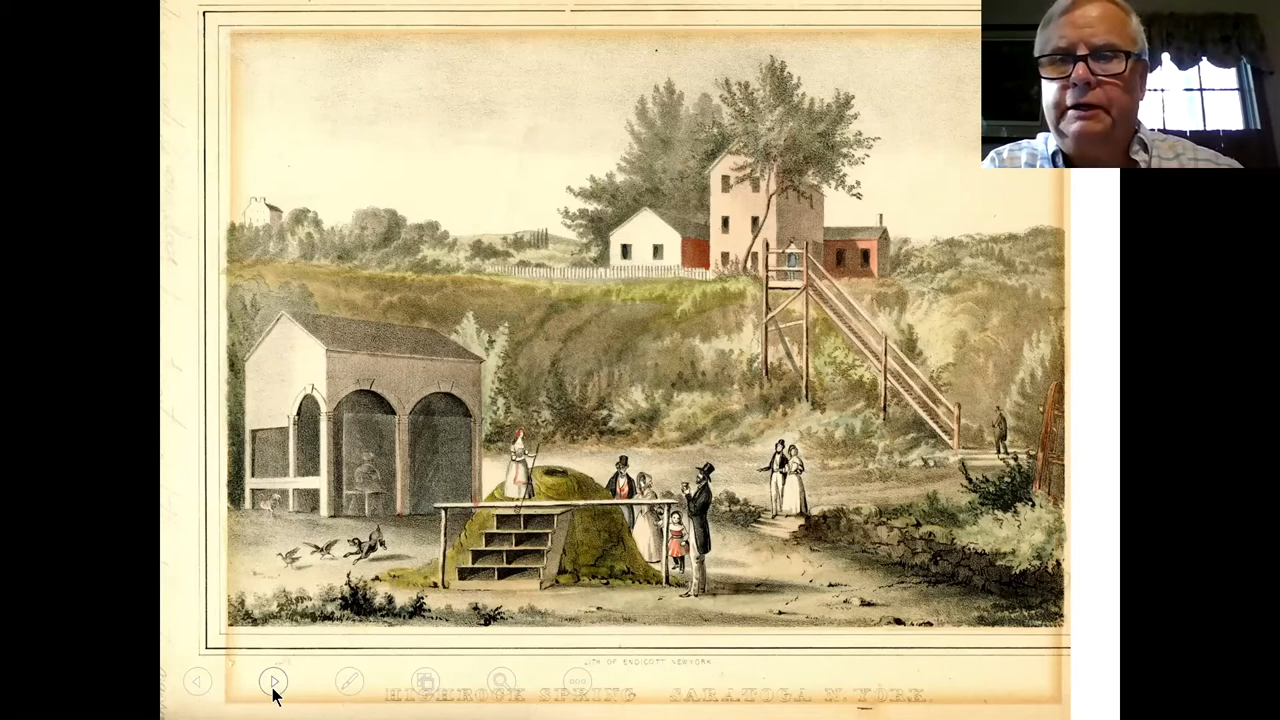 LITH OF ENDICOTT NEW YORK
HIGHROCK SPRING SARATOGA N. YORK.